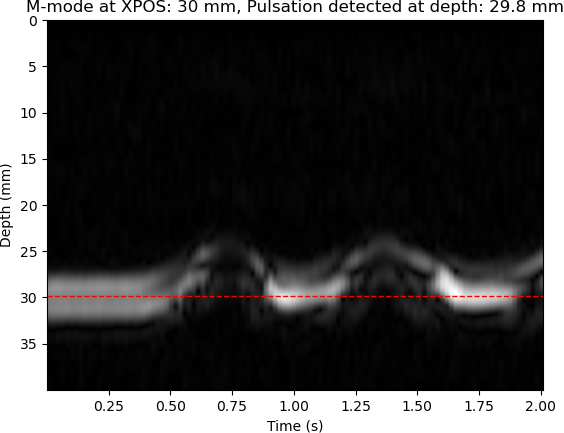 M-mode at XPOS: 30 mm, Pulsation detected at depth: 29.8 mm
0
5
10
15
20
25
30
35
Depth (mm)
0.25 0.50 0.75 1.00 1.25 1.50 1.75 2.00
Time (s)